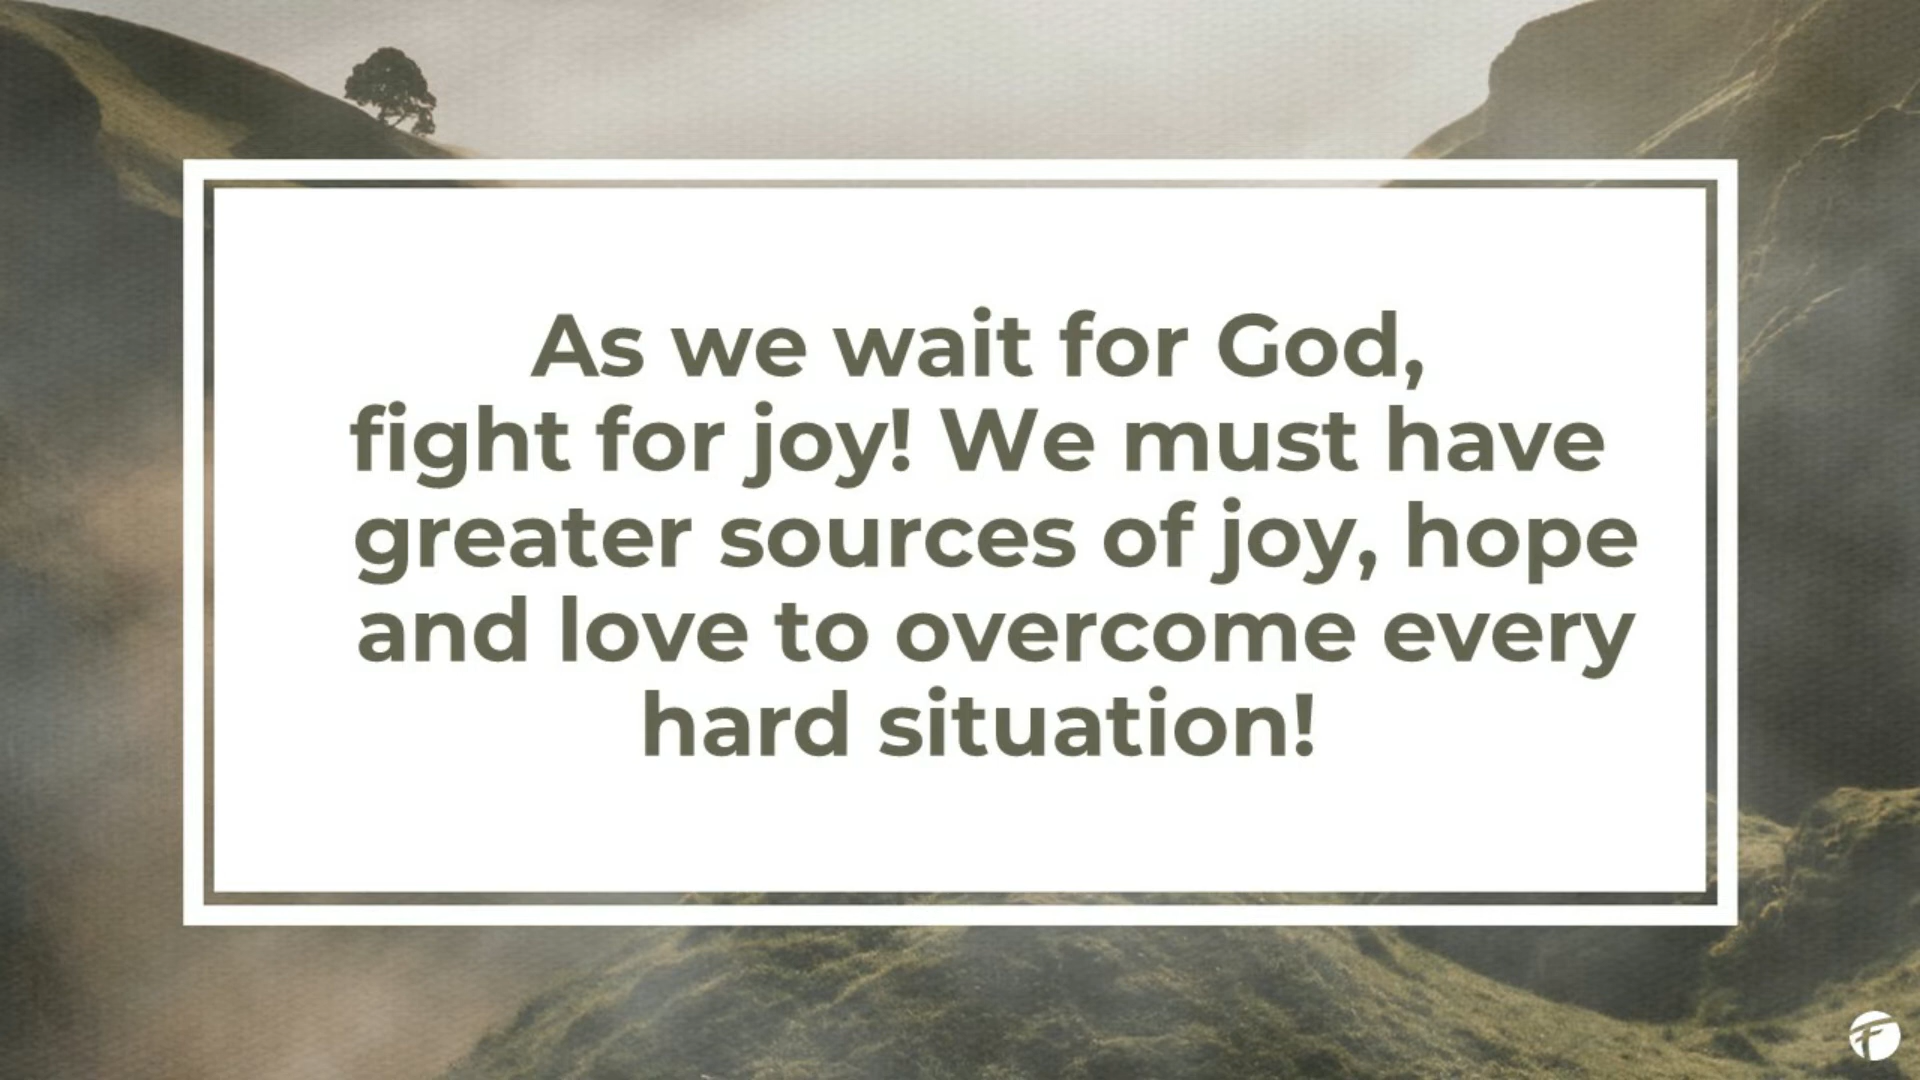 As we wait for God,
fight for joy! We must have
greater sources of joy, hope
and love to overcome every
hard situation!